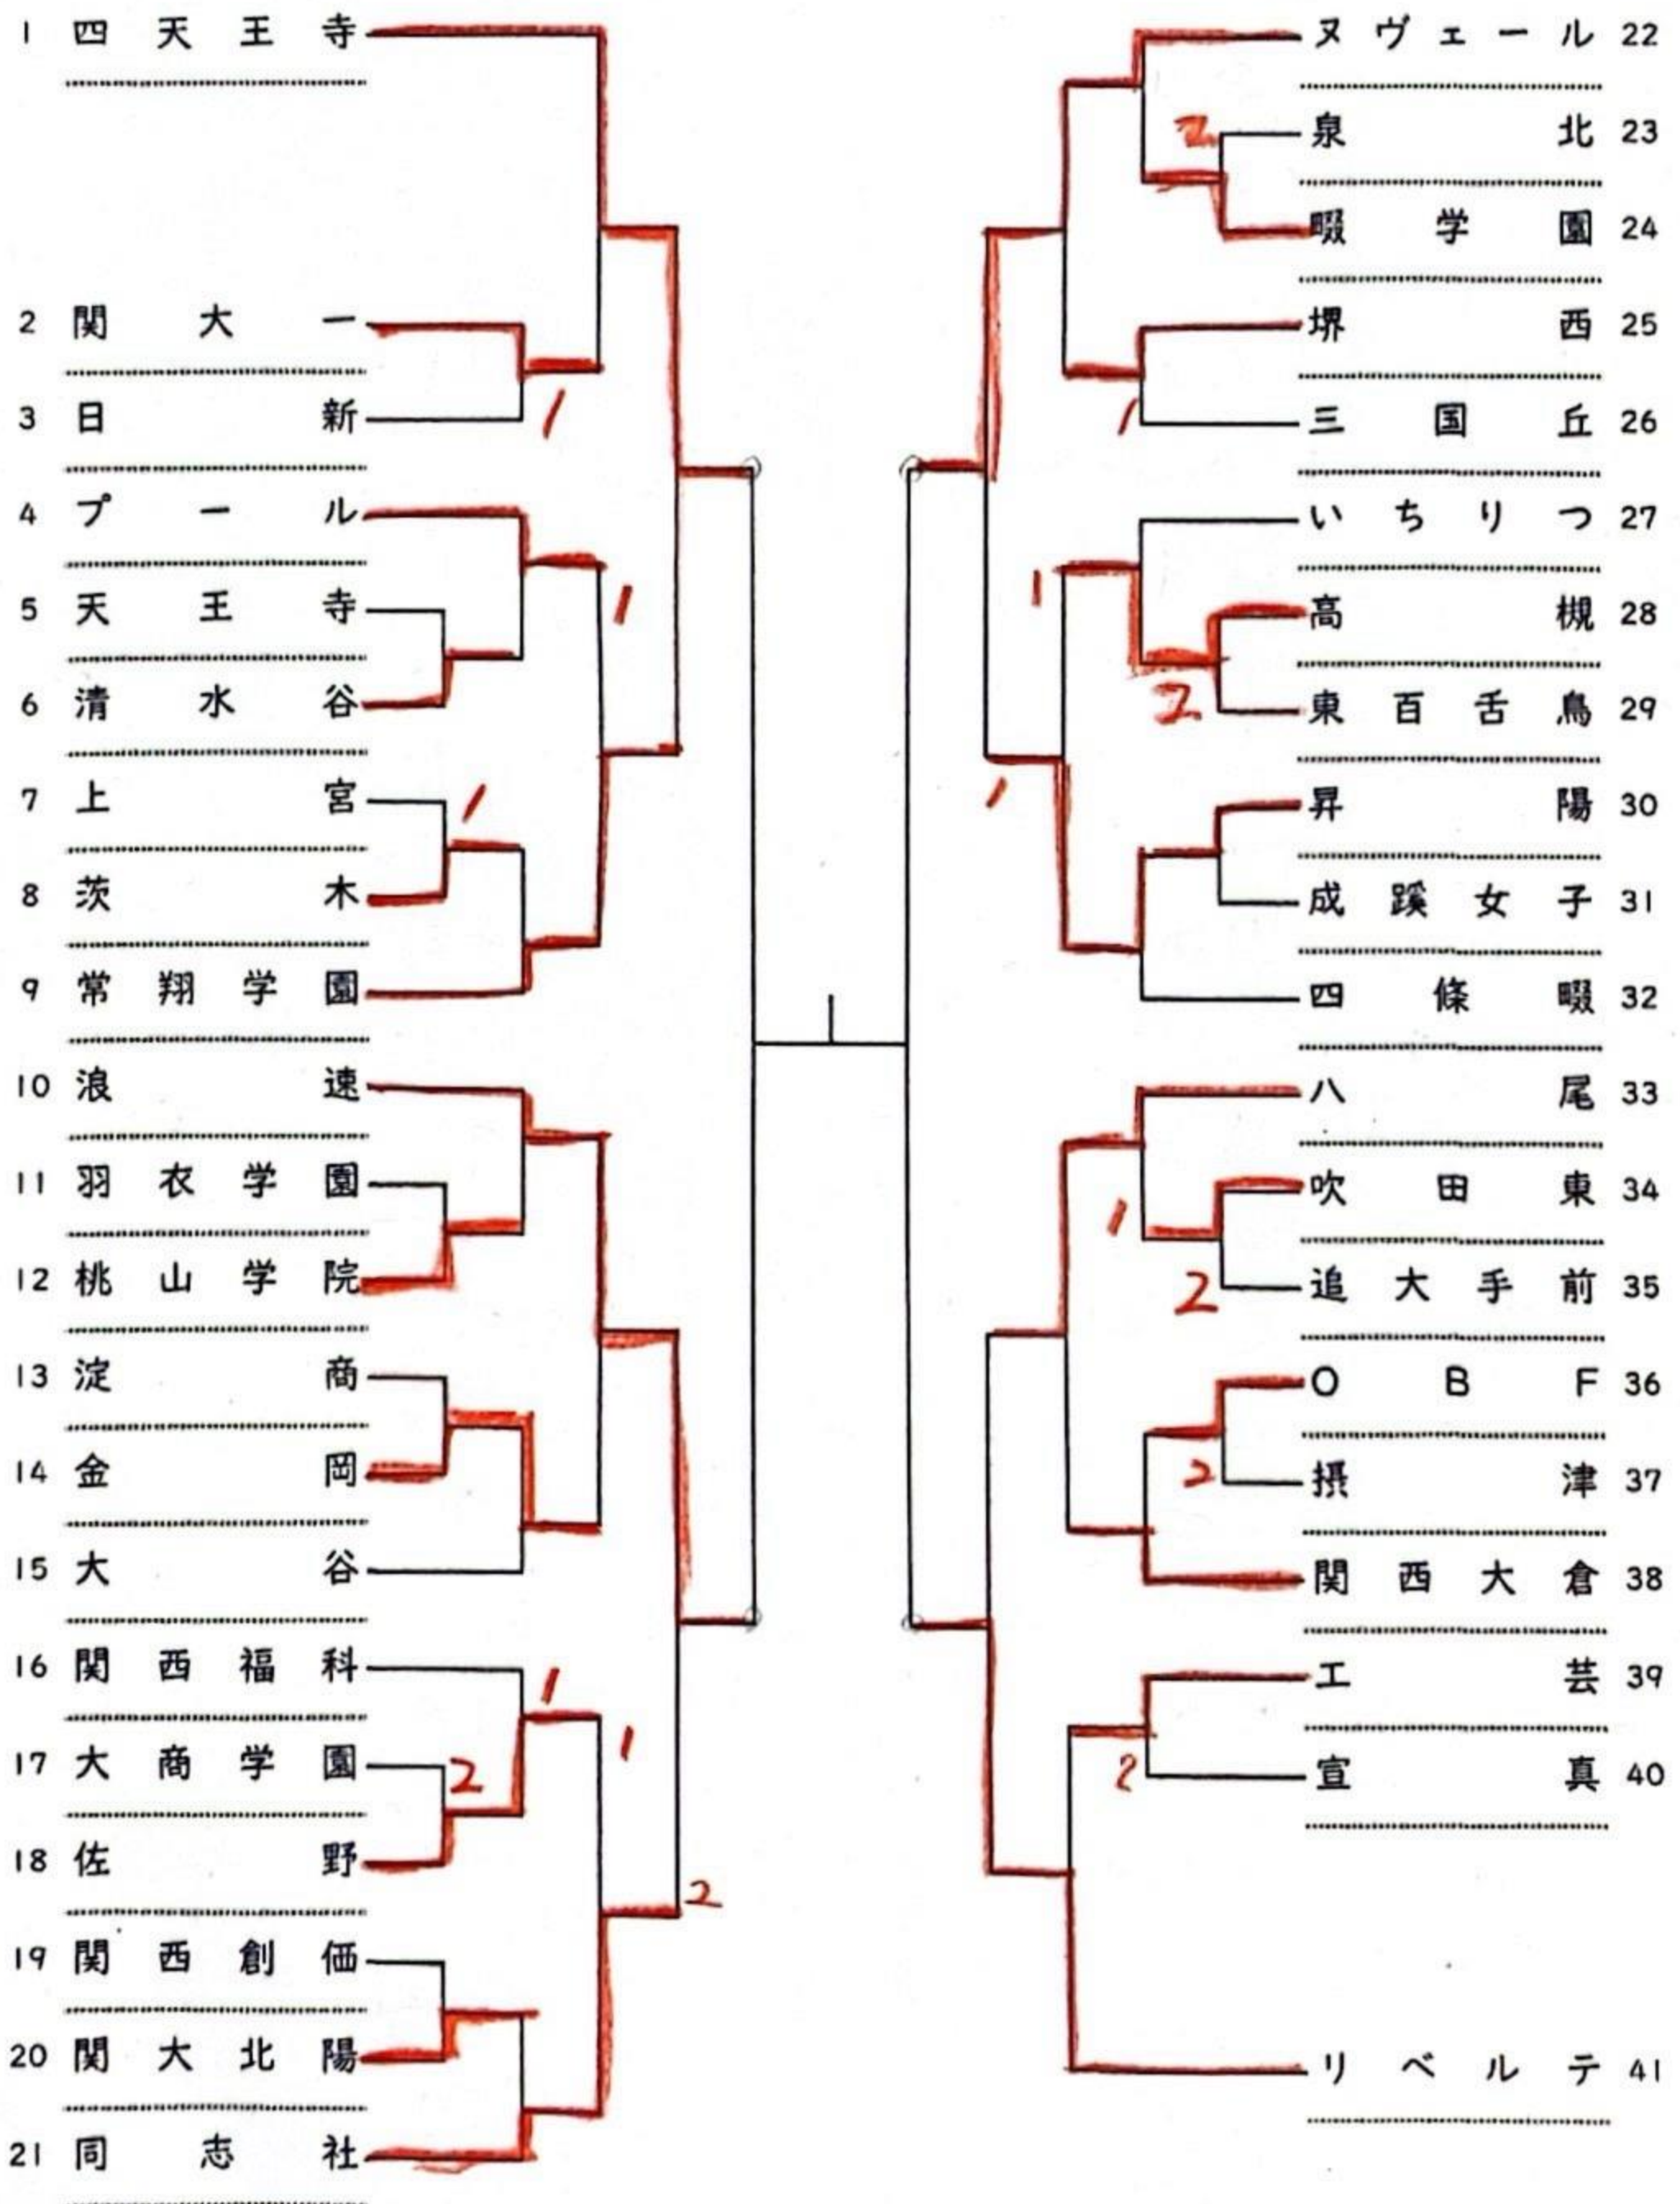 1 四天王寺
2 関大一
1
3 日新
4 プール
1
5 天王寺
6 清水谷
7 上宮
1
8 茨木
9 常翔学園
10 浪速
11 羽衣学園
12 桃山学院
13 淀商
14 金岡
15 大谷
16 関西福科
1
1
17 大商学園
2
18 佐野
2
19 関西創価
20 関大北陽
21 同志社
ヌヴェール 22
2
泉北 23
畷学園 24
堺西 25
1
三国丘 26
いちりつ 27
1
高槻 28
2
東百舌鳥 29
1
昇陽 30
成蹊女子 31
四條畷 32
八尾 33
吹田東 34
1
2
追大手前 35
OBF 36
2
摂津 37
関西大倉 38
工芸 39
2
宣真 40
リベルテ 41